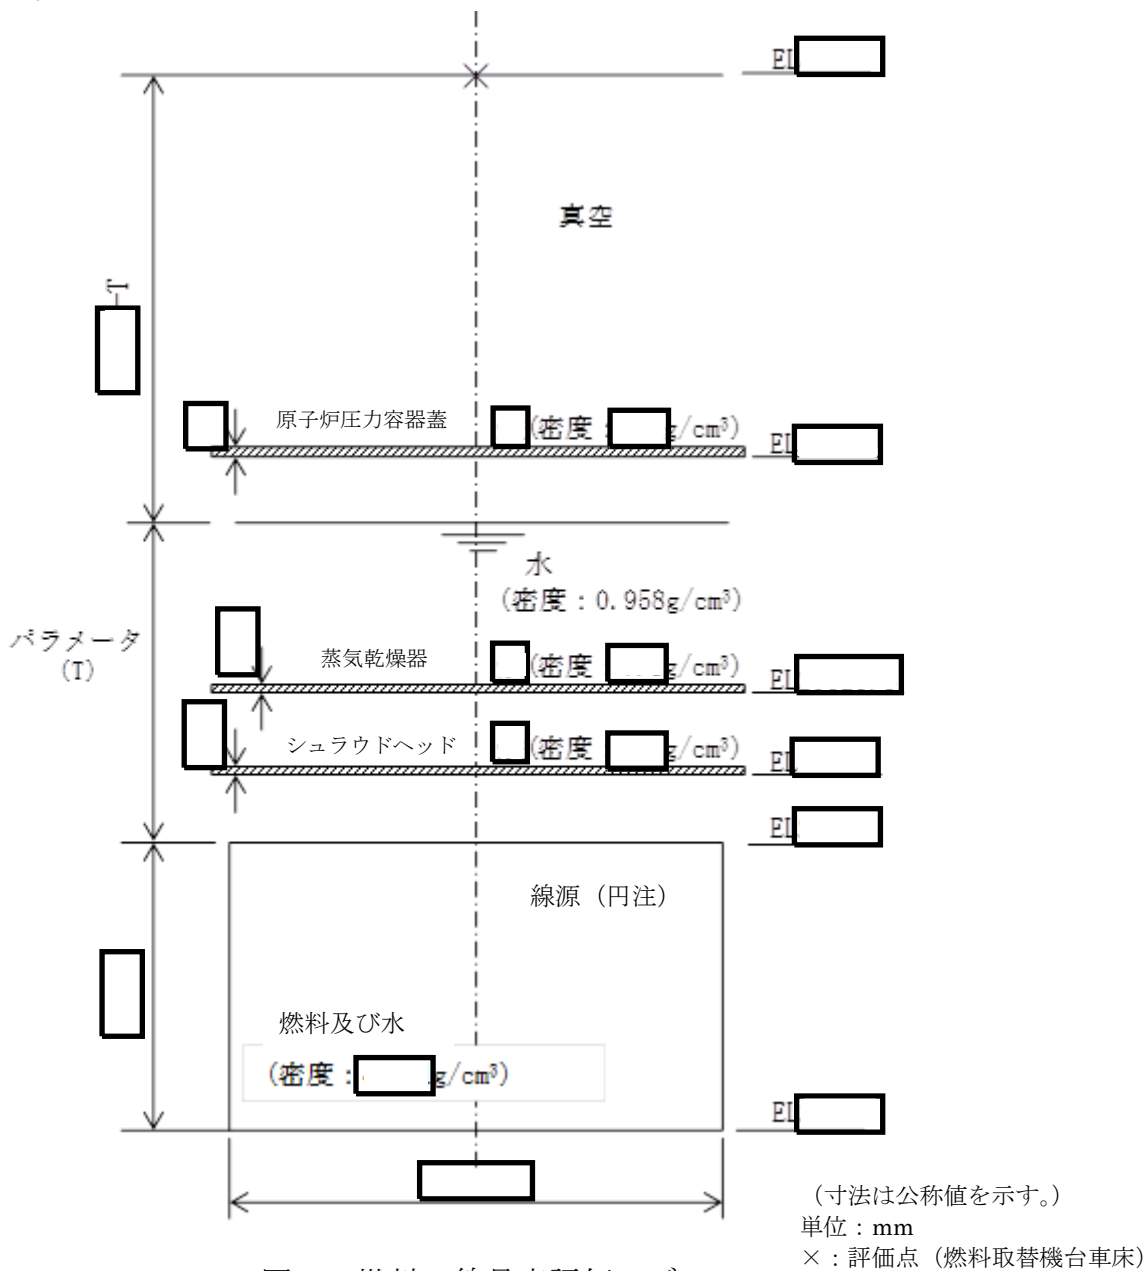 EL
真空
-T
原子炉圧力容器蓋
(密度: g/cm³)
EL
水
(密度:0.958g/cm³)
パラメータ
(T)
蒸気乾燥器
(密度 g/cm³)
EL
シュラウドヘッド
(密度 g/cm³)
EL
EL
線源（円注）
燃料及び水
(密度: g/cm³)
EL
（寸法は公称値を示す。）
単位：mm
×：評価点（燃料取替機台車床）